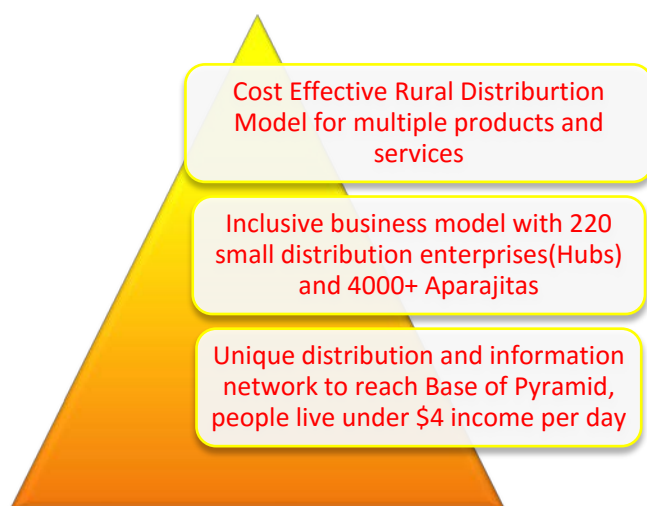 Cost Effective Rural Distriburtion
Model for multiple products and
services
Inclusive business model with 220
small distribution enterprises(Hubs)
and 4000+ Aparajitas
Unique distribution and information
network to reach Base of Pyramid,
people live under $4 income per day